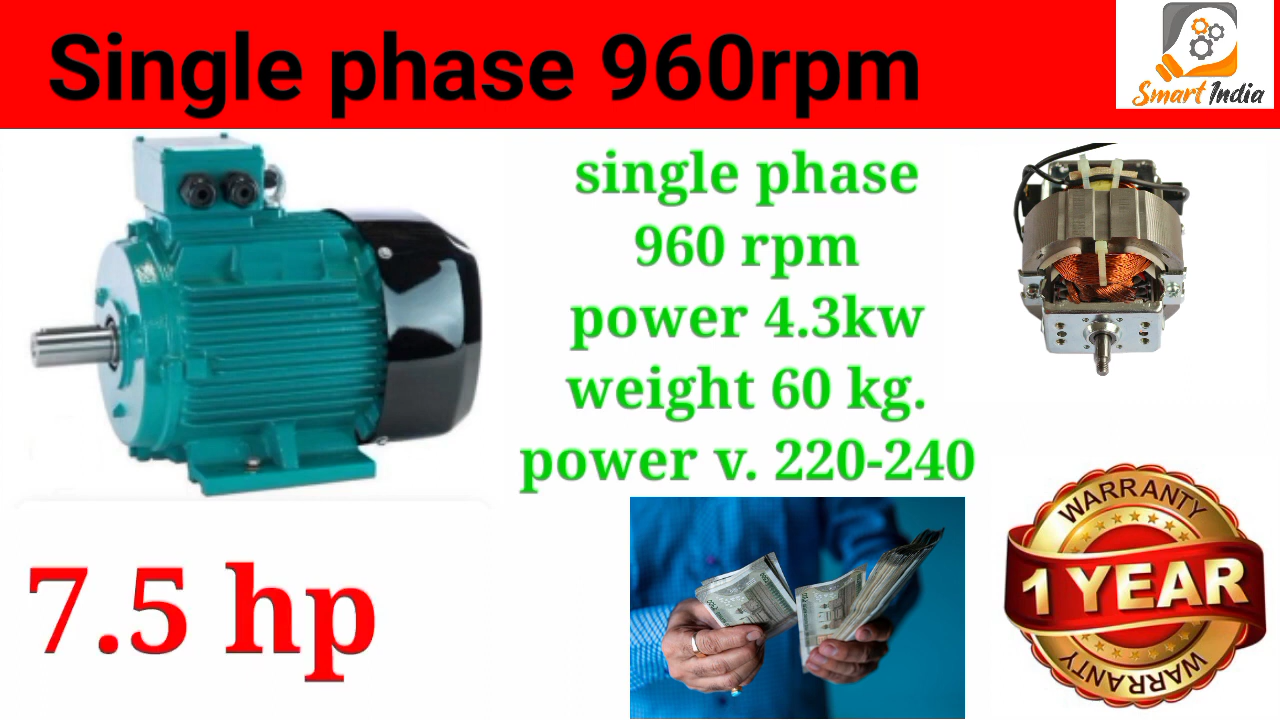 Single phase 960rpm
Smart India
single phase
960 rpm
power 4.3kw
weight 60 kg.
power v. 220-240
7.5 hp
WARRANTY
1 YEAR
WARRANTY